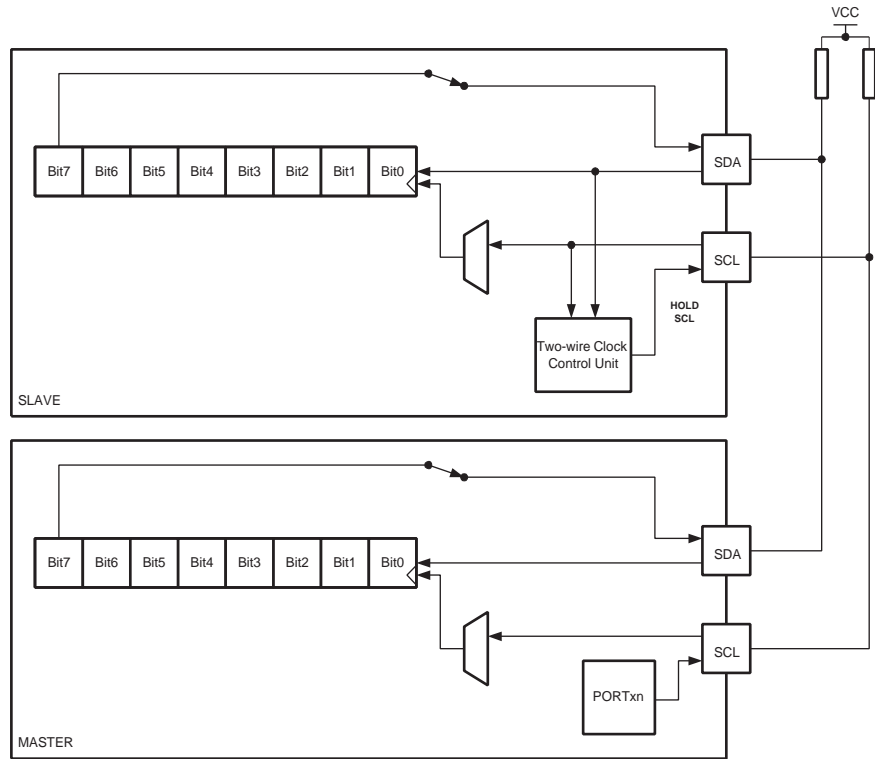 VCC
Bit7 Bit6 Bit5 Bit4 Bit3 Bit2 Bit1 Bit0
SDA
SCL
HOLD
SCL
Two-wire Clock
Control Unit
SLAVE
Bit7 Bit6 Bit5 Bit4 Bit3 Bit2 Bit1 Bit0
SDA
SCL
PORTxn
MASTER